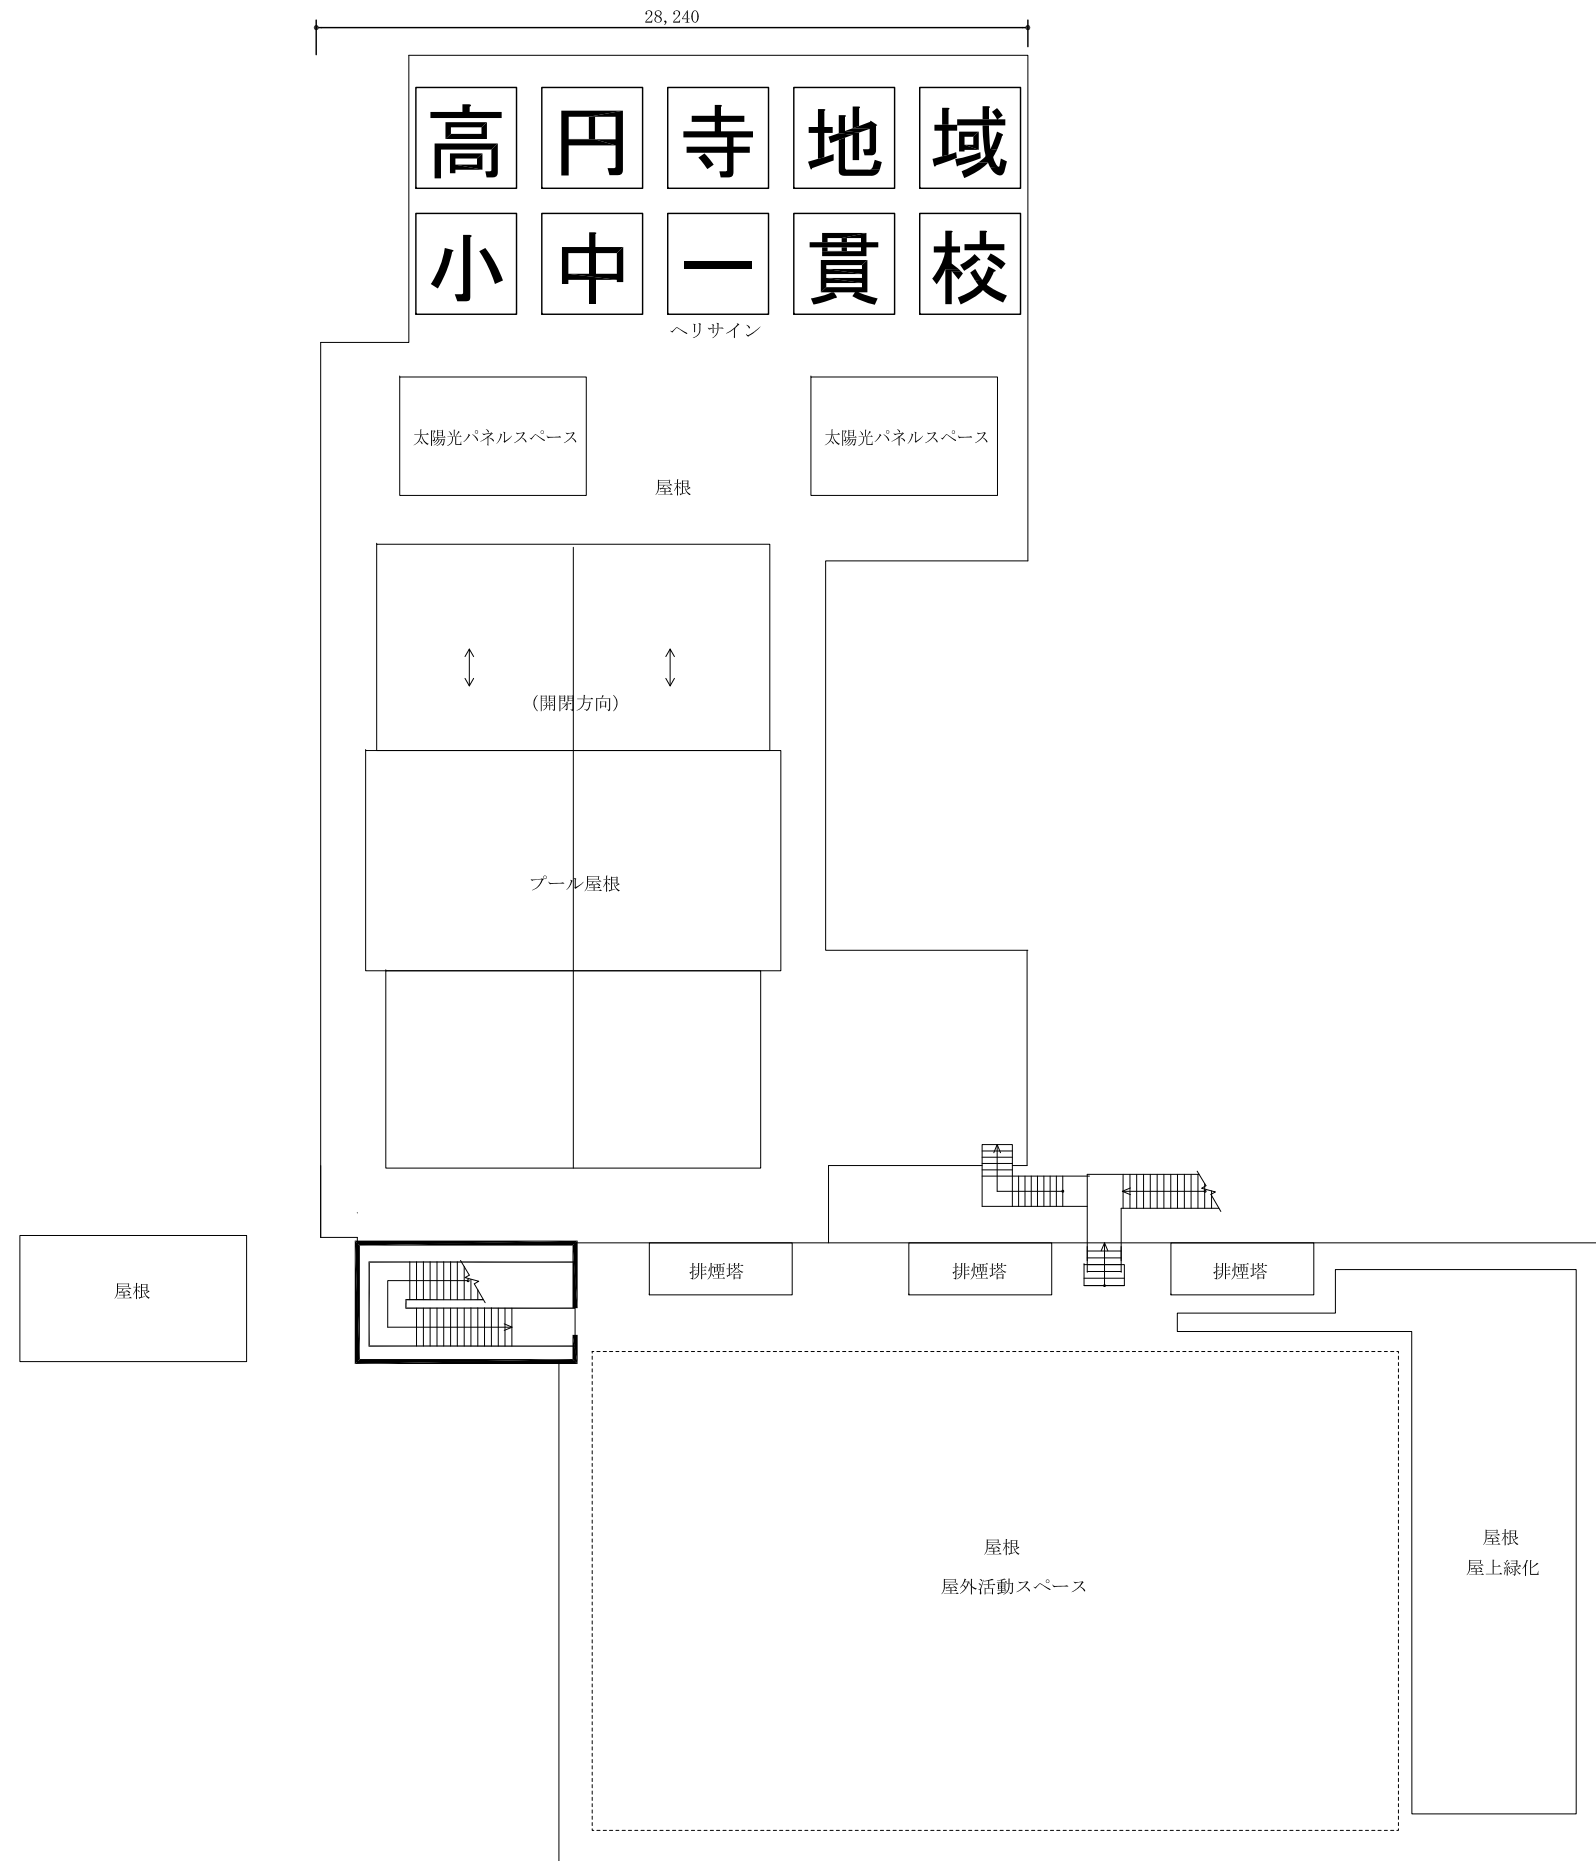 28,240
高円寺地域
小中一貫校
ヘリサイン
太陽光パネルスペース
太陽光パネルスペース
屋根
(開閉方向)
プール屋根
屋根
排煙塔
排煙塔
排煙塔
屋根
屋外活動スペース
屋根
屋上緑化